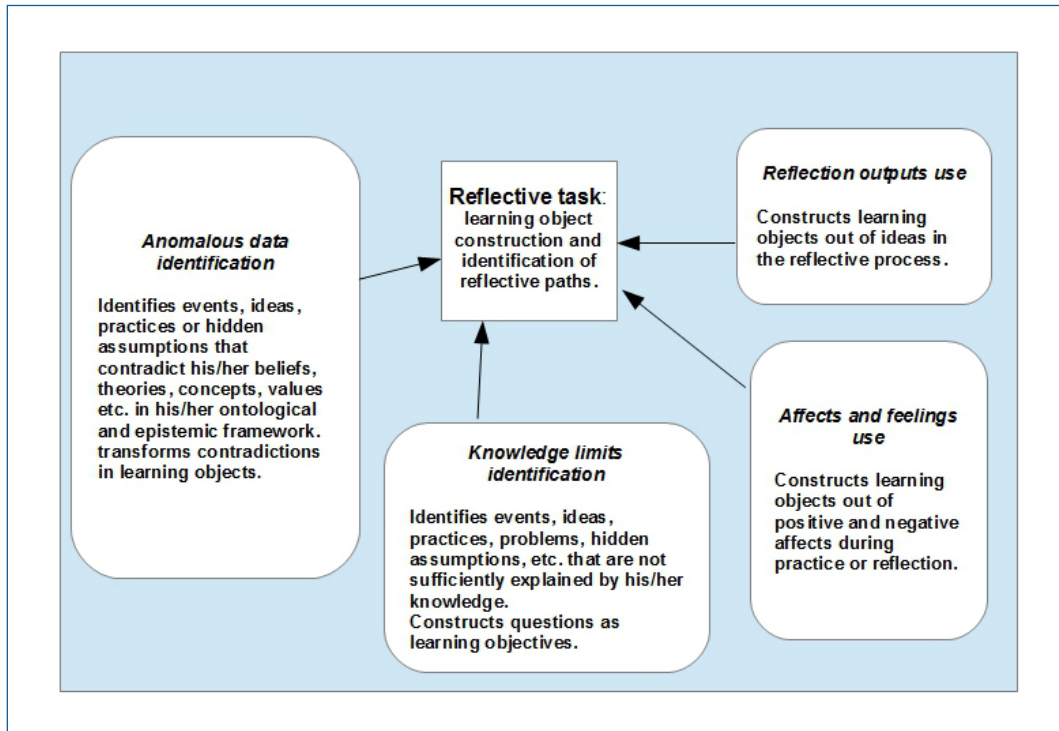 Anomalous data
identification
Identifies events, ideas,
practices or hidden
assumptions that
contradict his/her beliefs,
theories, concepts, values
etc. in his/her ontological
and epistemic framework.
transforms contradictions
in learning objects.
Reflective task:
learning object
construction and
identification of
reflective paths.
Reflection outputs use
Constructs learning
objects out of ideas in
the reflective process.
Knowledge limits
identification
Identifies events, ideas,
practices, problems, hidden
assumptions, etc. that are not
sufficiently explained by his/her
knowledge.
Constructs questions as
learning objectives.
Affects and feelings
use
Constructs learning
objects out of
positive and negative
affects during
practice or reflection.